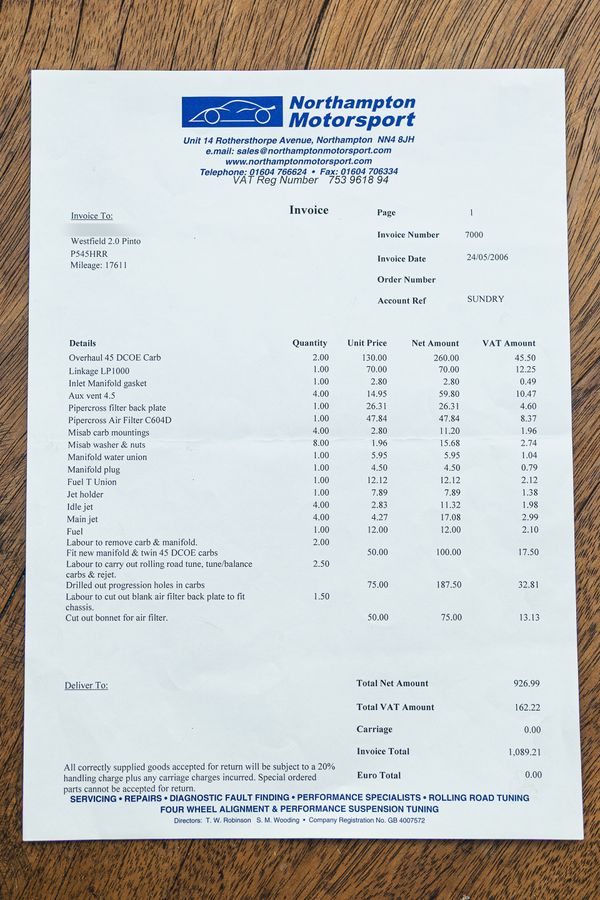 Northampton
Motorsport
Unit 14 Rothersthorpe Avenue, Northampton NN4 8JH
e.mail: sales@northamptonmotorsport.com
www.northamptonmotorsport.com
Telephone: 01604 766624 • Fax: 01604 706334
VAT Reg Number 753 9618 94
Invoice
Page 1
Invoice To:
Invoice Number 7000
Westfield 2.0 Pinto
P545HRR
Invoice Date 24/05/2006
Mileage: 17611
Order Number
Account Ref SUNDRY
Details Quantity Unit Price Net Amount VAT Amount
Overhaul 45 DCOE Carb 2.00 130.00 260.00 45.50
Linkage LP1000 1.00 70.00 70.00 12.25
Inlet Manifold gasket 1.00 2.80 2.80 0.49
Aux vent 4.5 4.00 14.95 59.80 10.47
Pipercross filter back plate 1.00 26.31 26.31 4.60
Pipercross Air Filter C604D 1.00 47.84 47.84 8.37
Misab carb mountings 4.00 2.80 11.20 1.96
Misab washer & nuts 8.00 1.96 15.68 2.74
Manifold water union 1.00 5.95 5.95 1.04
Manifold plug 1.00 4.50 4.50 0.79
Fuel T Union 1.00 12.12 12.12 2.12
Jet holder 1.00 7.89 7.89 1.38
Idle jet 4.00 2.83 11.32 1.98
Main jet 4.00 4.27 17.08 2.99
Fuel 1.00 12.00 12.00 2.10
Labour to remove carb & manifold. 2.00
Fit new manifold & twin 45 DCOE carbs 50.00 100.00 17.50
Labour to carry out rolling road tune, tune/balance 2.50
carbs & rejet.
Drilled out progression holes in carbs 75.00 187.50 32.81
Labour to cut out blank air filter back plate to fit 1.50
chassis.
Cut out bonnet for air filter. 50.00 75.00 13.13
Deliver To:
Total Net Amount 926.99
Total VAT Amount 162.22
Carriage 0.00
Invoice Total 1,089.21
Euro Total 0.00
All correctly supplied goods accepted for return will be subject to a 20%
handling charge plus any carriage charges incurred. Special ordered
parts cannot be accepted for return.
SERVICING • REPAIRS • DIAGNOSTIC FAULT FINDING • PERFORMANCE SPECIALISTS • ROLLING ROAD TUNING
FOUR WHEEL ALIGNMENT & PERFORMANCE SUSPENSION TUNING
Directors: T. W. Robinson S. M. Wooding • Company Registration No. GB 4007572